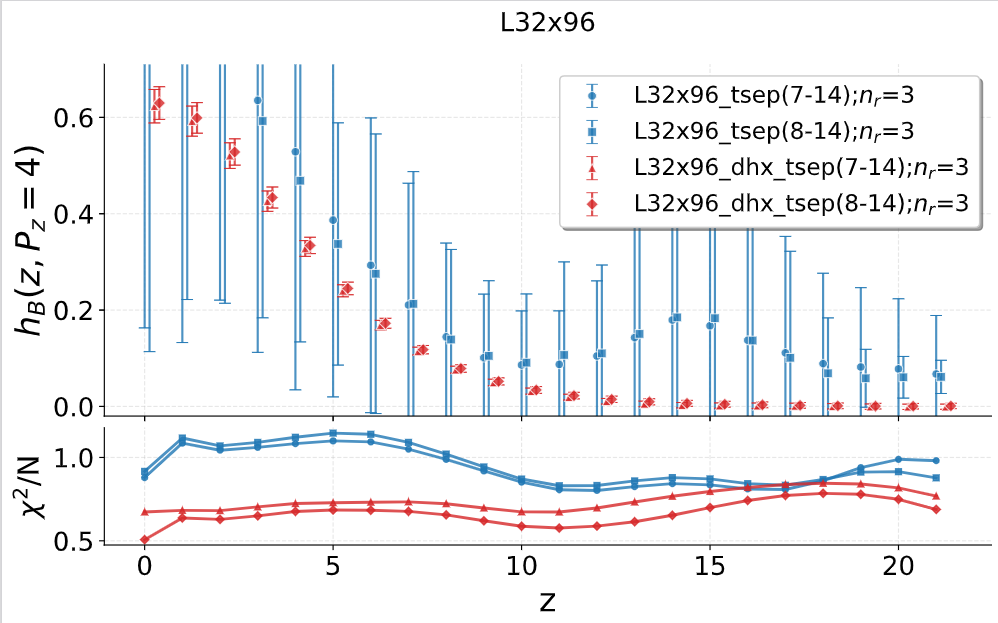 L32x96
h_B(z, P_z = 4)
0.6
0.4
0.2
0.0
L32x96_tsep(7-14);n_r=3
L32x96_tsep(8-14);n_r=3
L32x96_dhx_tsep(7-14);n_r=3
L32x96_dhx_tsep(8-14);n_r=3
χ²/N
1.0
0.5
0 5 10 15 20
z